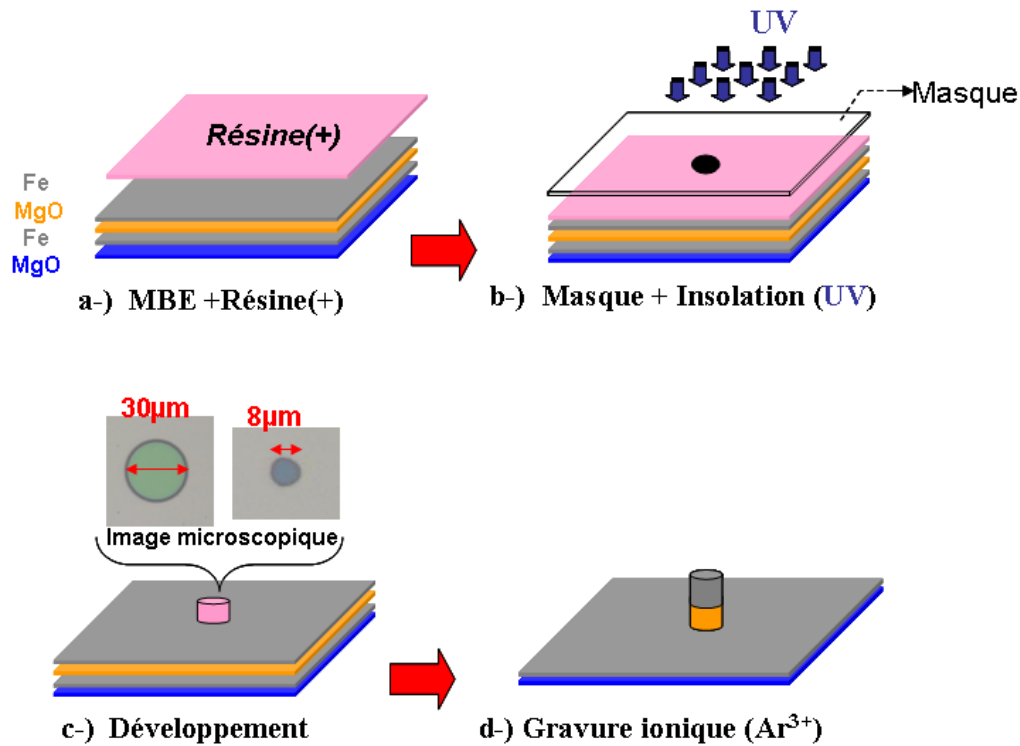 UV
Masque
Résine(+)
Fe
MgO
Fe
MgO
a-) MBE +Résine(+)
b-) Masque + Insolation (UV)
30µm
8µm
Image microscopique
c-) Développement
d-) Gravure ionique (Ar³⁺)